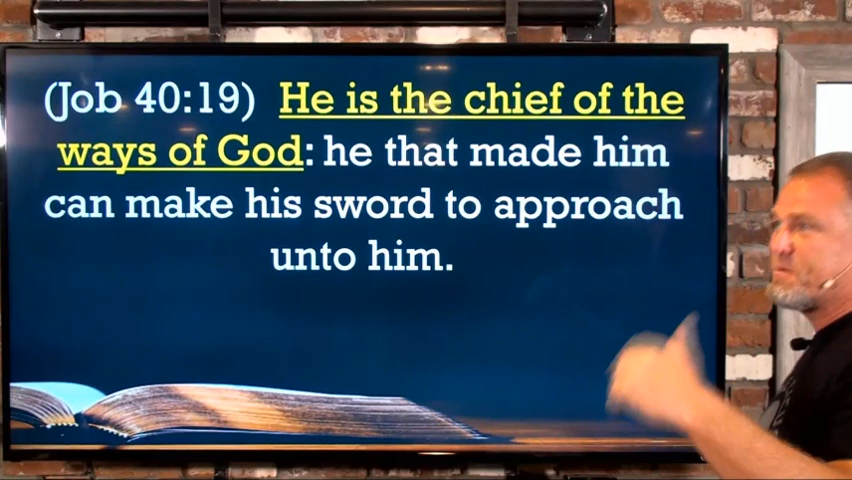 (Job 40:19) He is the chief of the
ways of God: he that made him
can make his sword to approach
unto him.